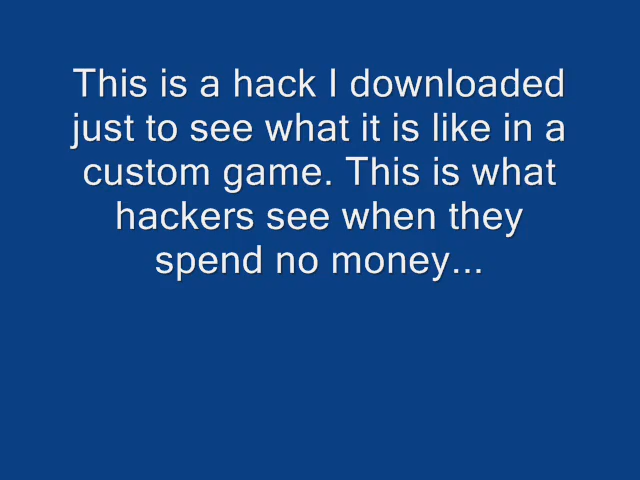 This is a hack I downloaded
just to see what it is like in a
custom game. This is what
hackers see when they
spend no money...